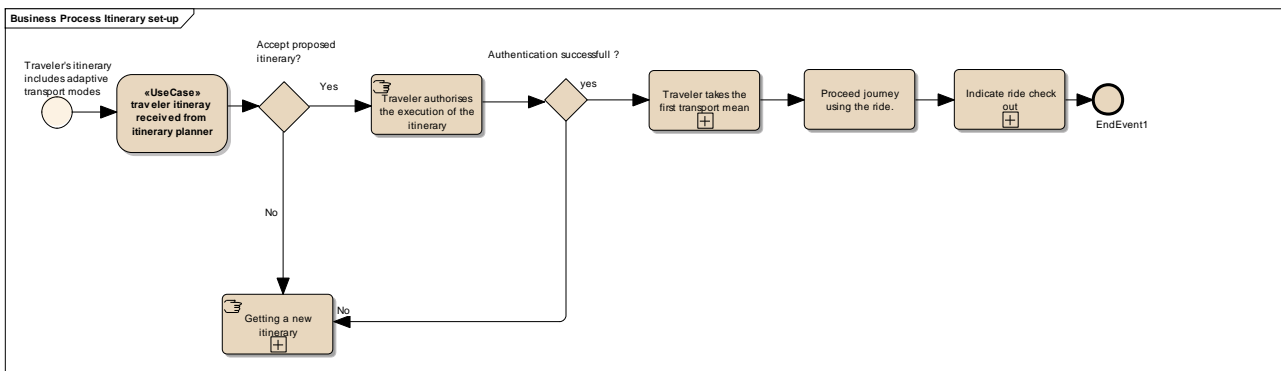 Business Process Itinerary set-up
Traveler's itinerary
includes adaptive
transport modes
«UseCase»
traveler itineray
received from
itinerary planner
Accept proposed
itinerary?
Yes
Traveler authorises
the execution of the
itinerary
Authentication successfull ?
yes
Traveler takes the
first transport mean
Proceed journey
using the ride.
Indicate ride check
out
EndEvent1
No
No
Getting a new
itinerary